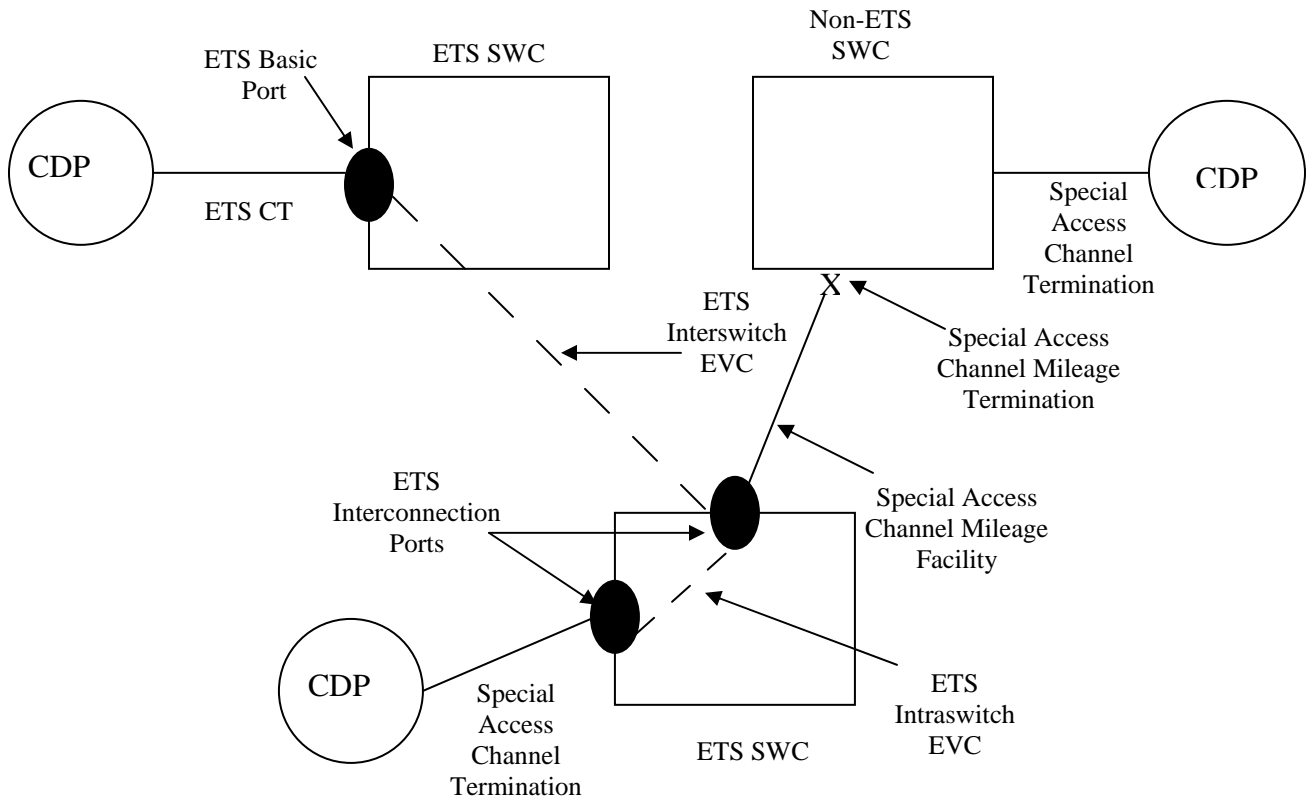 Non-ETS
SWC
ETS SWC
ETS Basic
Port
CDP
CDP
ETS CT
Special
Access
Channel
Termination
ETS
Interswitch
EVC
X
Special Access
Channel Mileage
Termination
ETS
Interconnection
Ports
Special Access
Channel Mileage
Facility
CDP
Special
Access
Channel
Termination
ETS
Intraswitch
EVC
ETS SWC